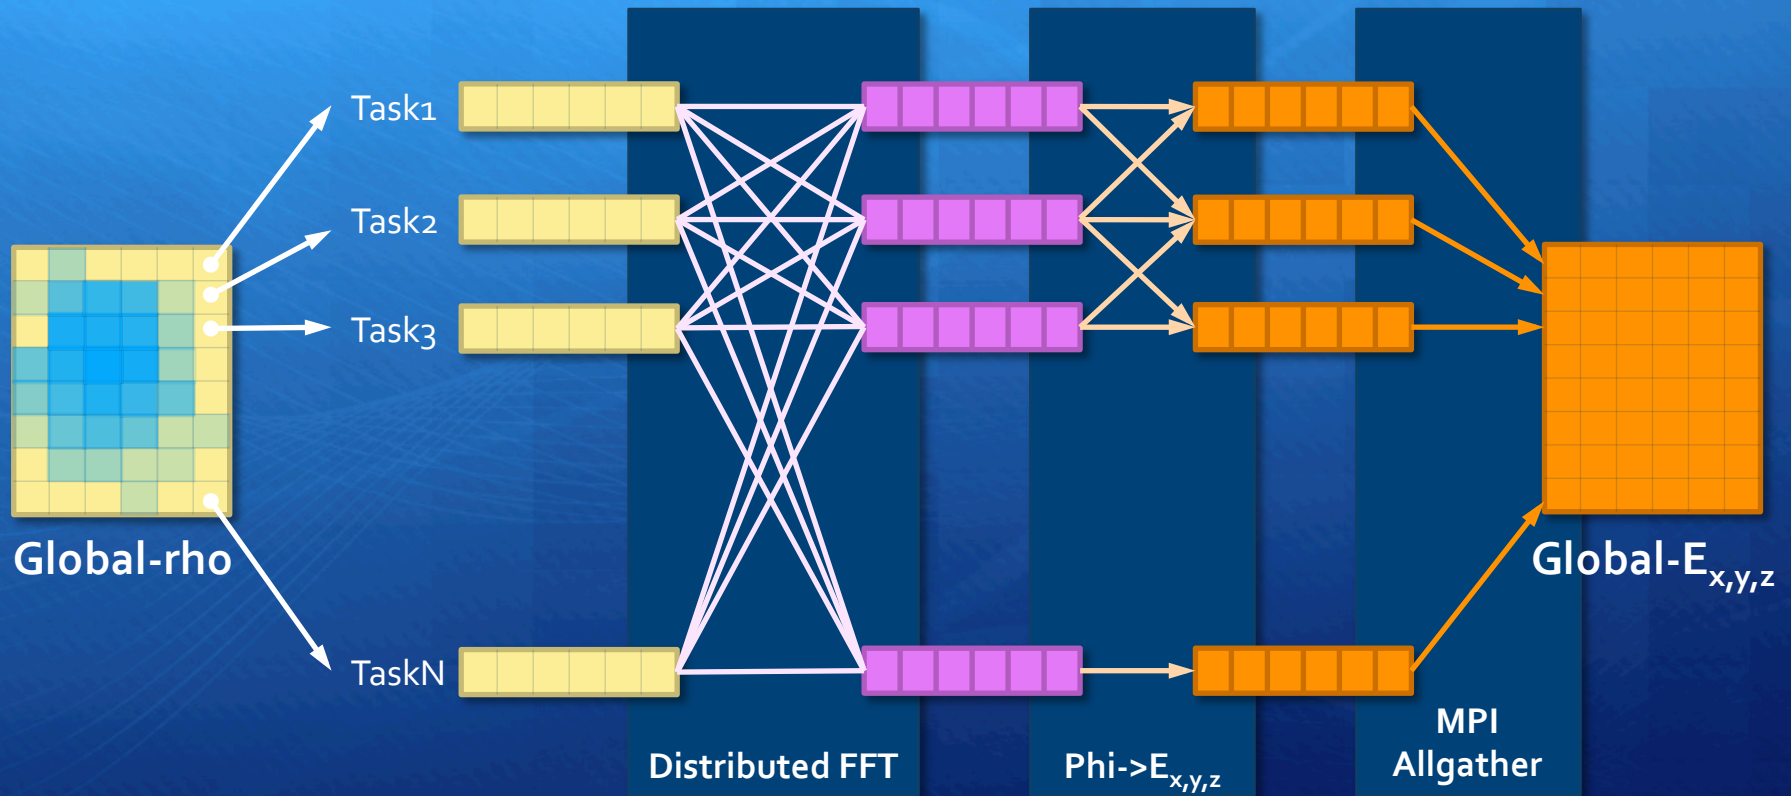 Task1
Task2
Task3
TaskN
Global-rho
Global-Ex,y,z
Distributed FFT
Phi->Ex,y,z
MPI
Allgather